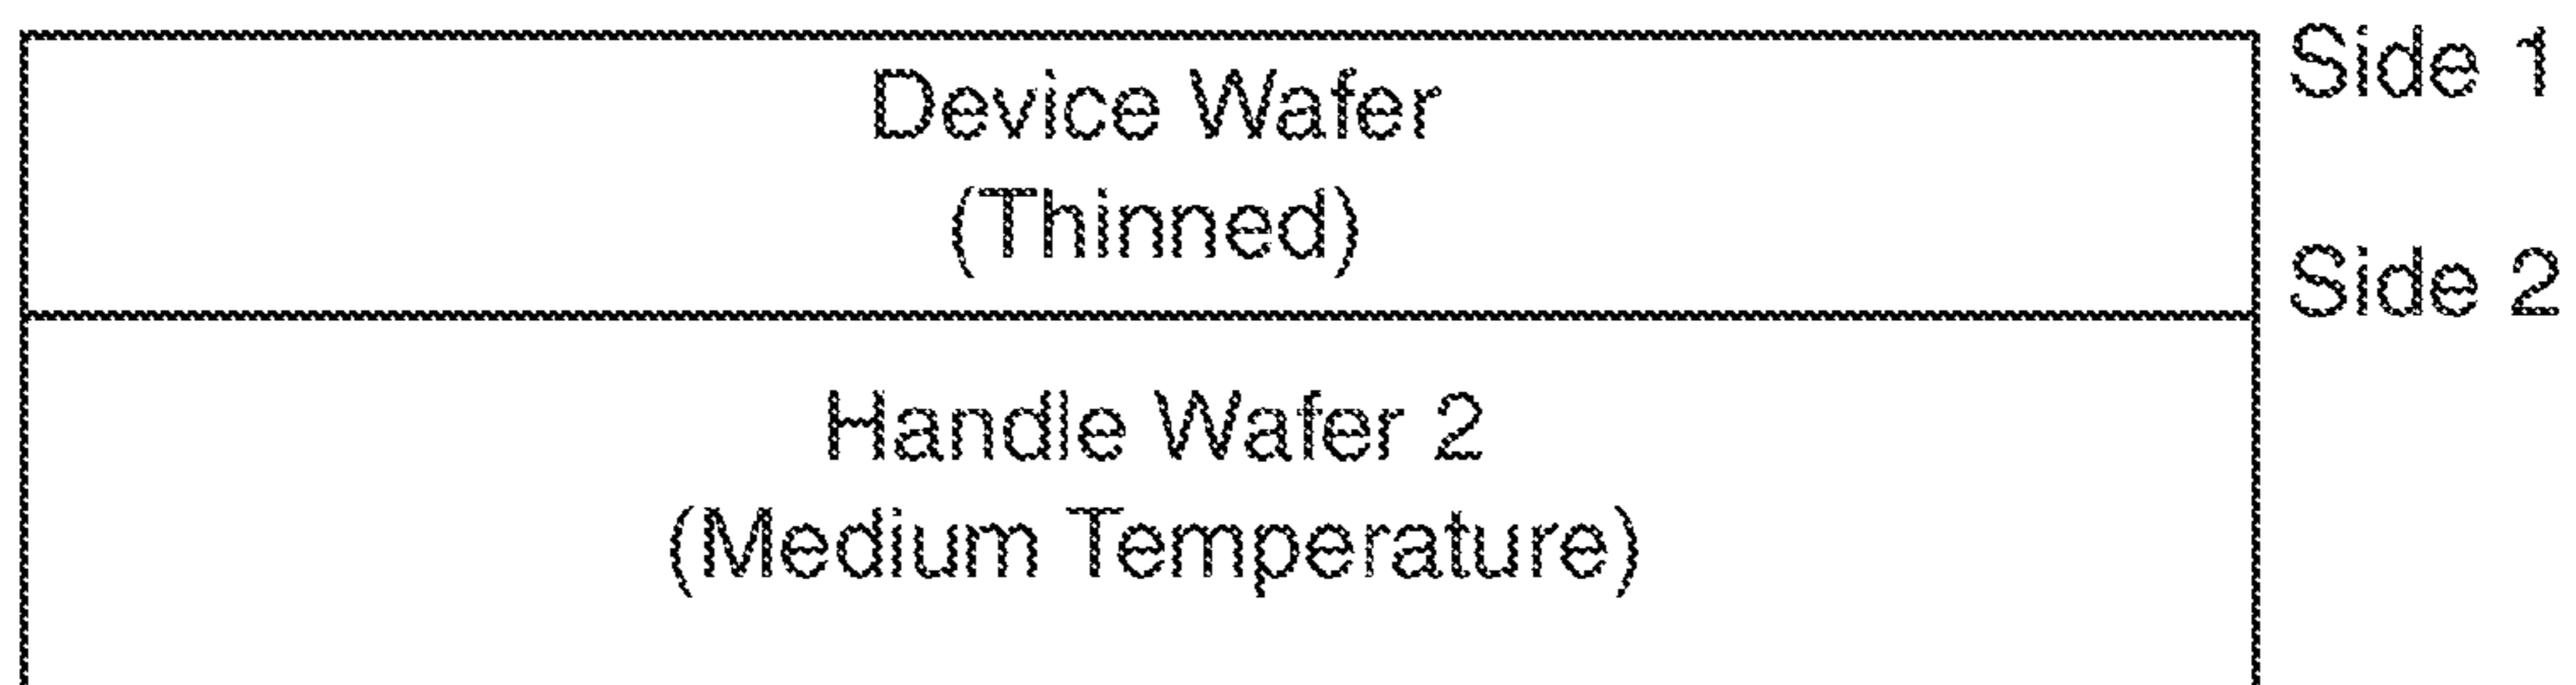 Device Wafer
(Thinned)
Side 1
Side 2
Handle Wafer 2
(Medium Temperature)